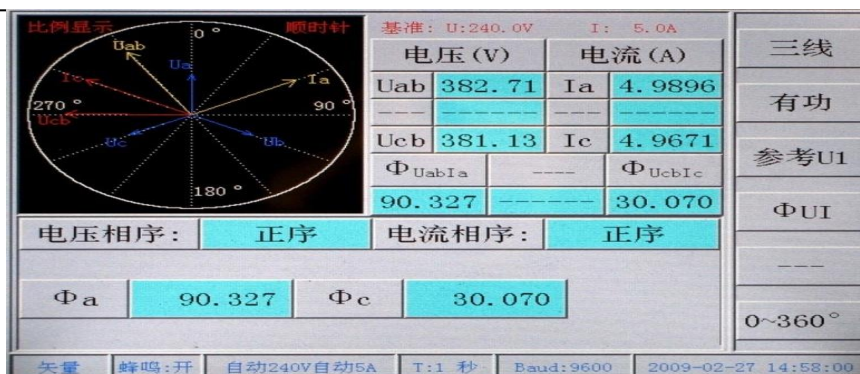 比例显示 顺时针
0°
90°
180°
270°
Uab
Ua
Ia
Ic
Ucb
Uc
Ub
基准: U:240.0V I: 5.0A
电压(V) 电流(A)
Uab 382.71 Ia 4.9896
--- --- --- ---
Ucb 381.13 Ic 4.9671
ΦUabIa ---- ΦUcbIc
90.327 ------ 30.070
电压相序: 正序 电流相序: 正序
Φa 90.327 Φc 30.070
三线
有功
参考U1
ΦUI
---
0~360°
矢量 蜂鸣:开 自动240V自动5A T:1 秒 Baud:9600 2009-02-27 14:58:00